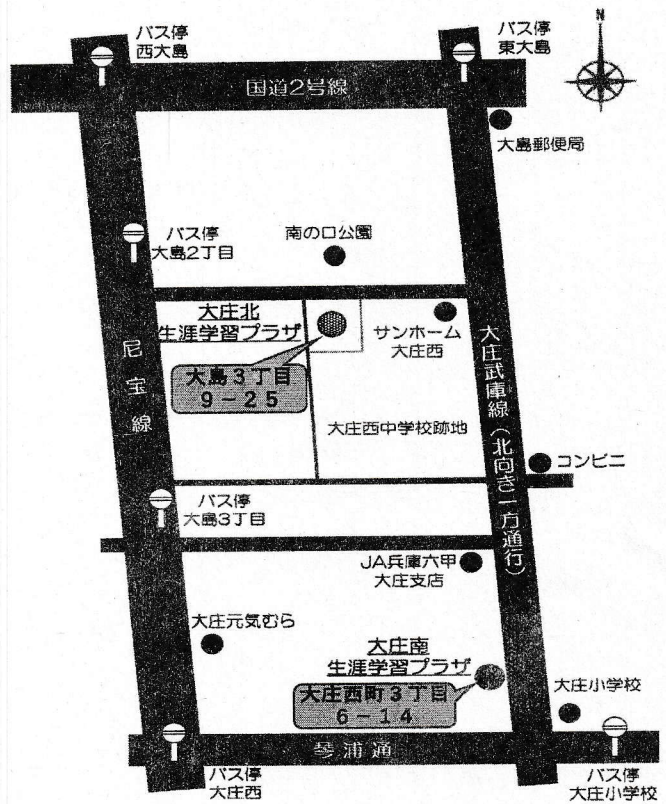 バス停
西大島
バス停
東大島
N
国道2号線
大島郵便局
バス停
大島2丁目
南の口公園
大庄北
生涯学習プラザ
サンホーム
大庄西
大島3丁目
9-25
尼宝線
大庄武庫線(北向き一方通行)
大庄西中学校跡地
コンビニ
バス停
大島3丁目
JA兵庫六甲
大庄支店
大庄元気むら
大庄南
生涯学習プラザ
大庄西町3丁目
6-14
大庄小学校
琴浦通
バス停
大庄西
バス停
大庄小学校